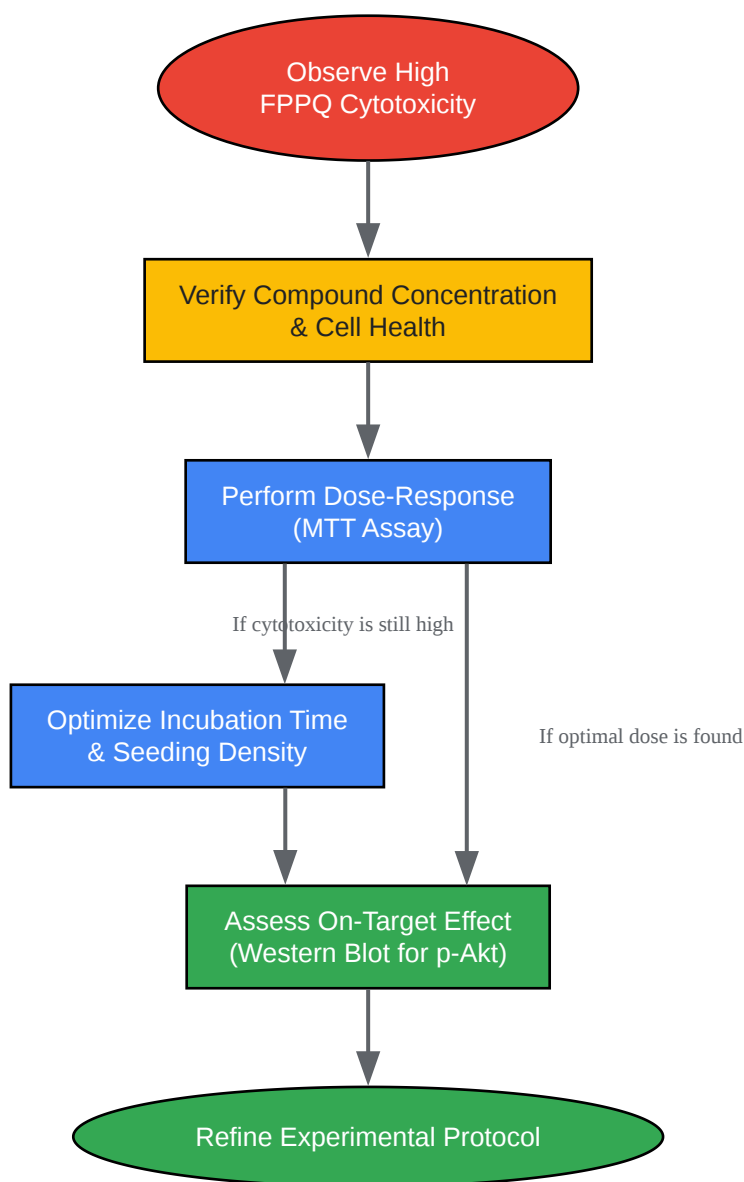 Observe High
FPPQ Cytotoxicity
Verify Compound Concentration
& Cell Health
Perform Dose-Response
(MTT Assay)
If cytotoxicity is still high
Optimize Incubation Time
& Seeding Density
If optimal dose is found
Assess On-Target Effect
(Western Blot for p-Akt)
Refine Experimental Protocol